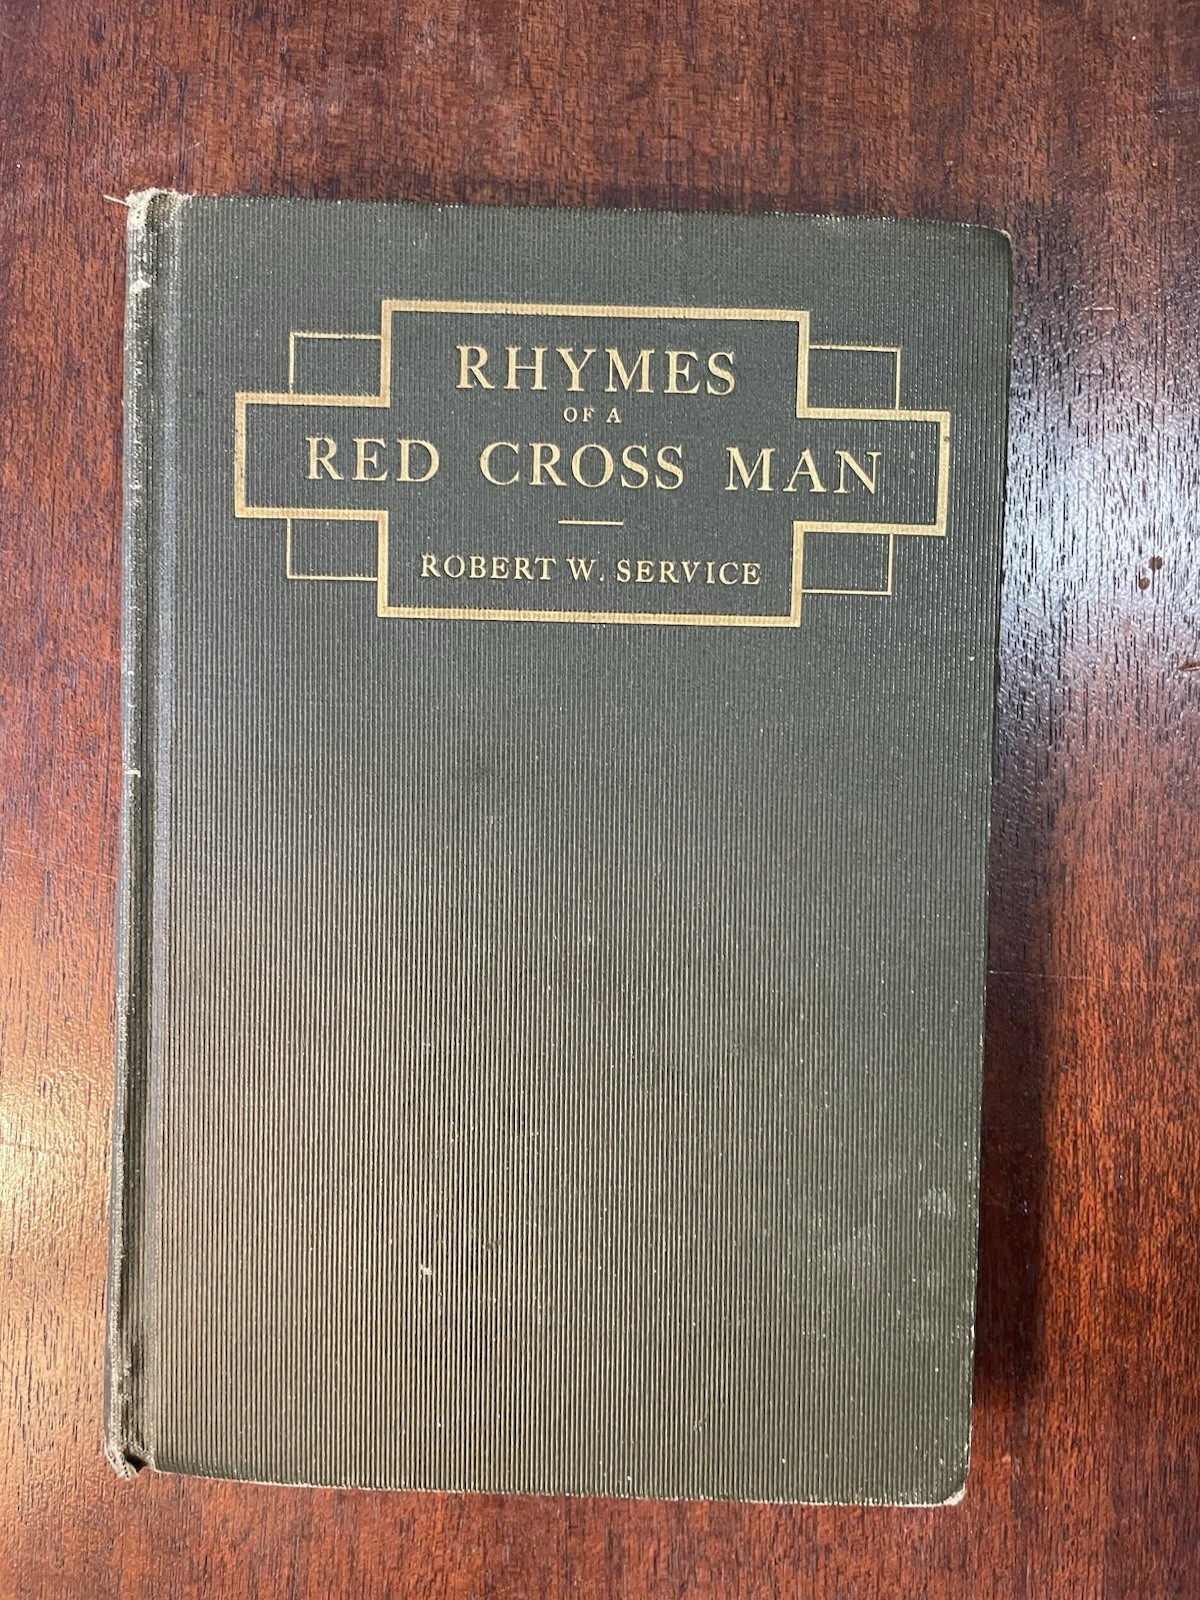 RHYMES
OF A
RED CROSS MAN
ROBERT W. SERVICE